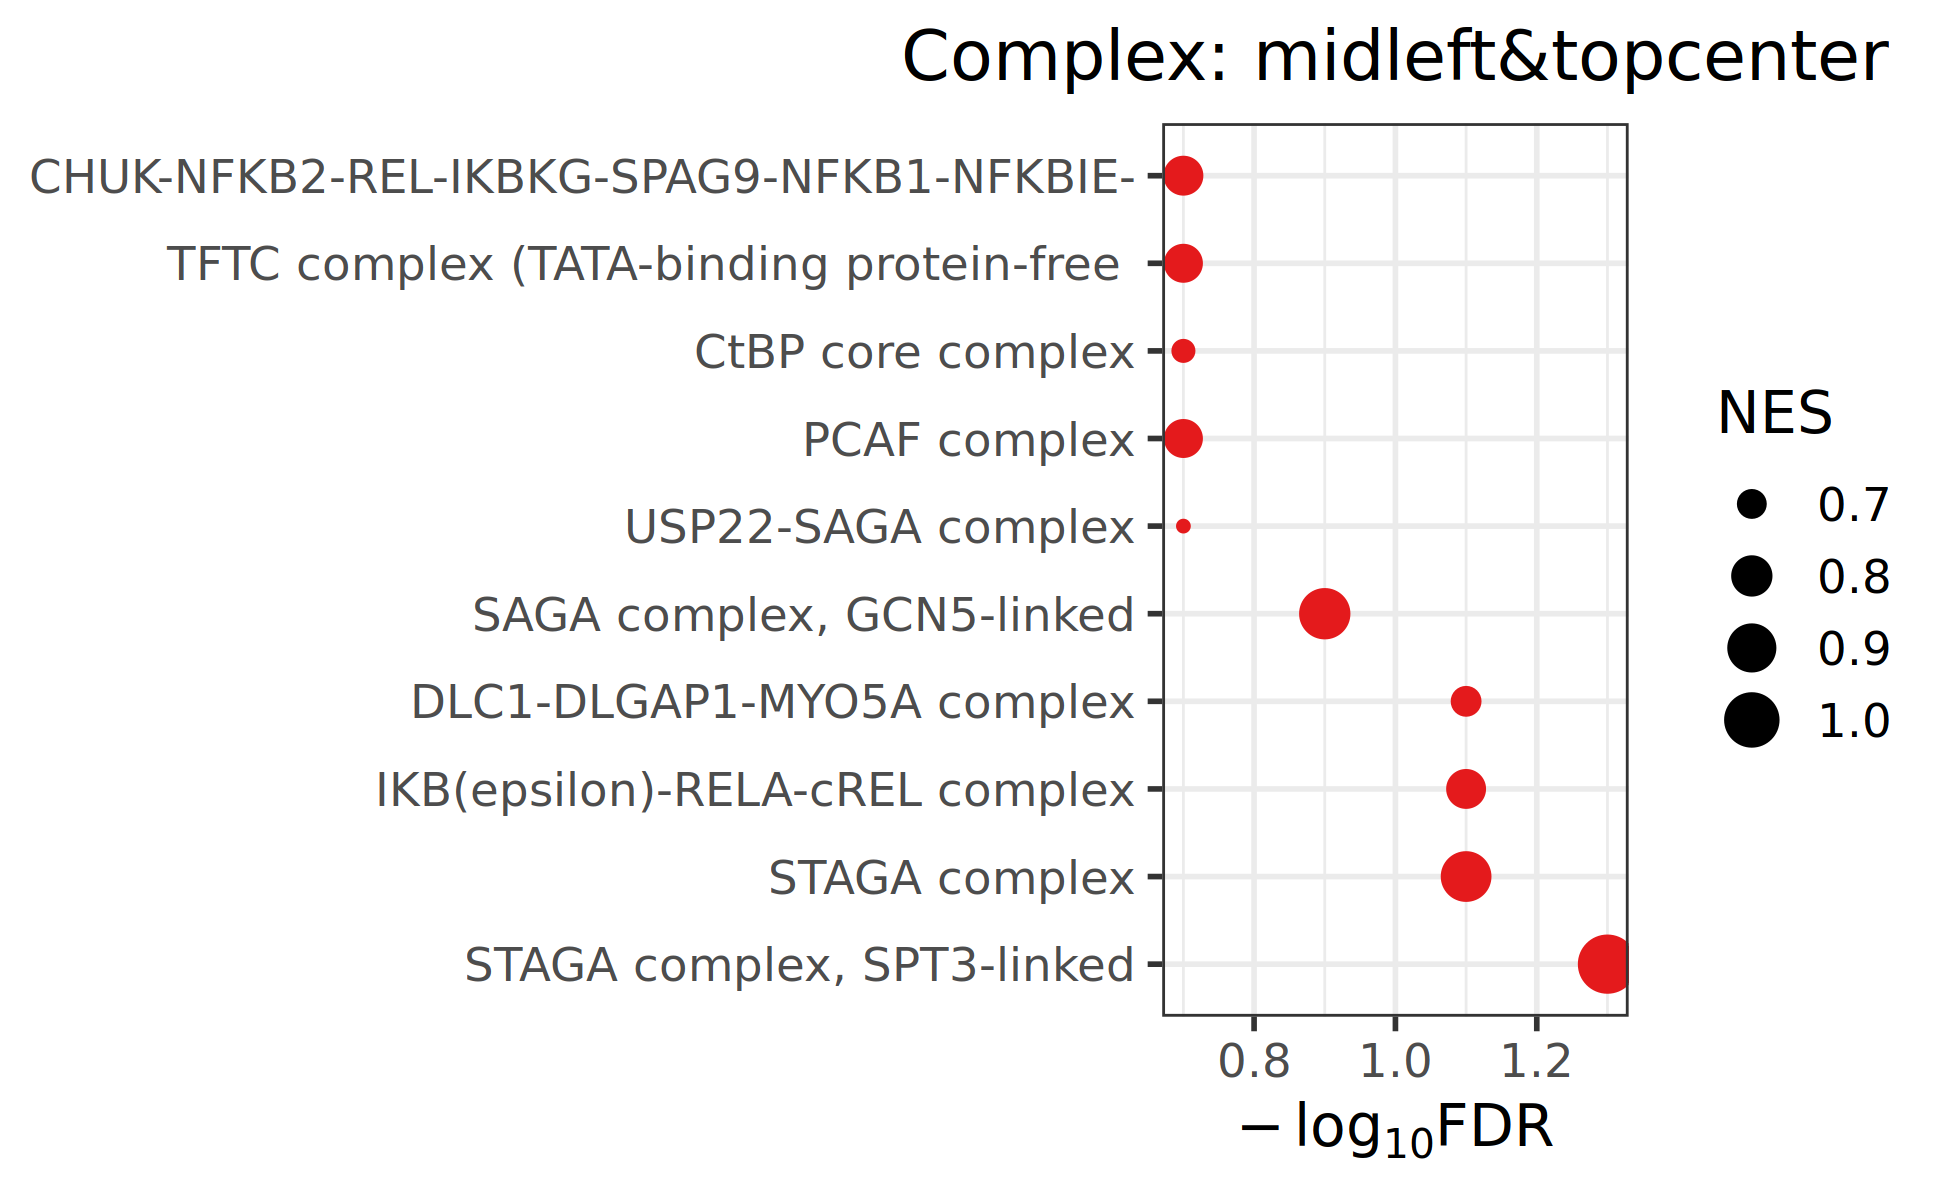 Complex: midleft&topcenter
CHUK-NFKB2-REL-IKBKG-SPAG9-NFKB1-NFKBIE-
TFTC complex (TATA-binding protein-free
CtBP core complex
PCAF complex
USP22-SAGA complex
SAGA complex, GCN5-linked
DLC1-DLGAP1-MYO5A complex
IKB(epsilon)-RELA-cREL complex
STAGA complex
STAGA complex, SPT3-linked
0.8 1.0 1.2
−log₁₀FDR
NES
0.7
0.8
0.9
1.0